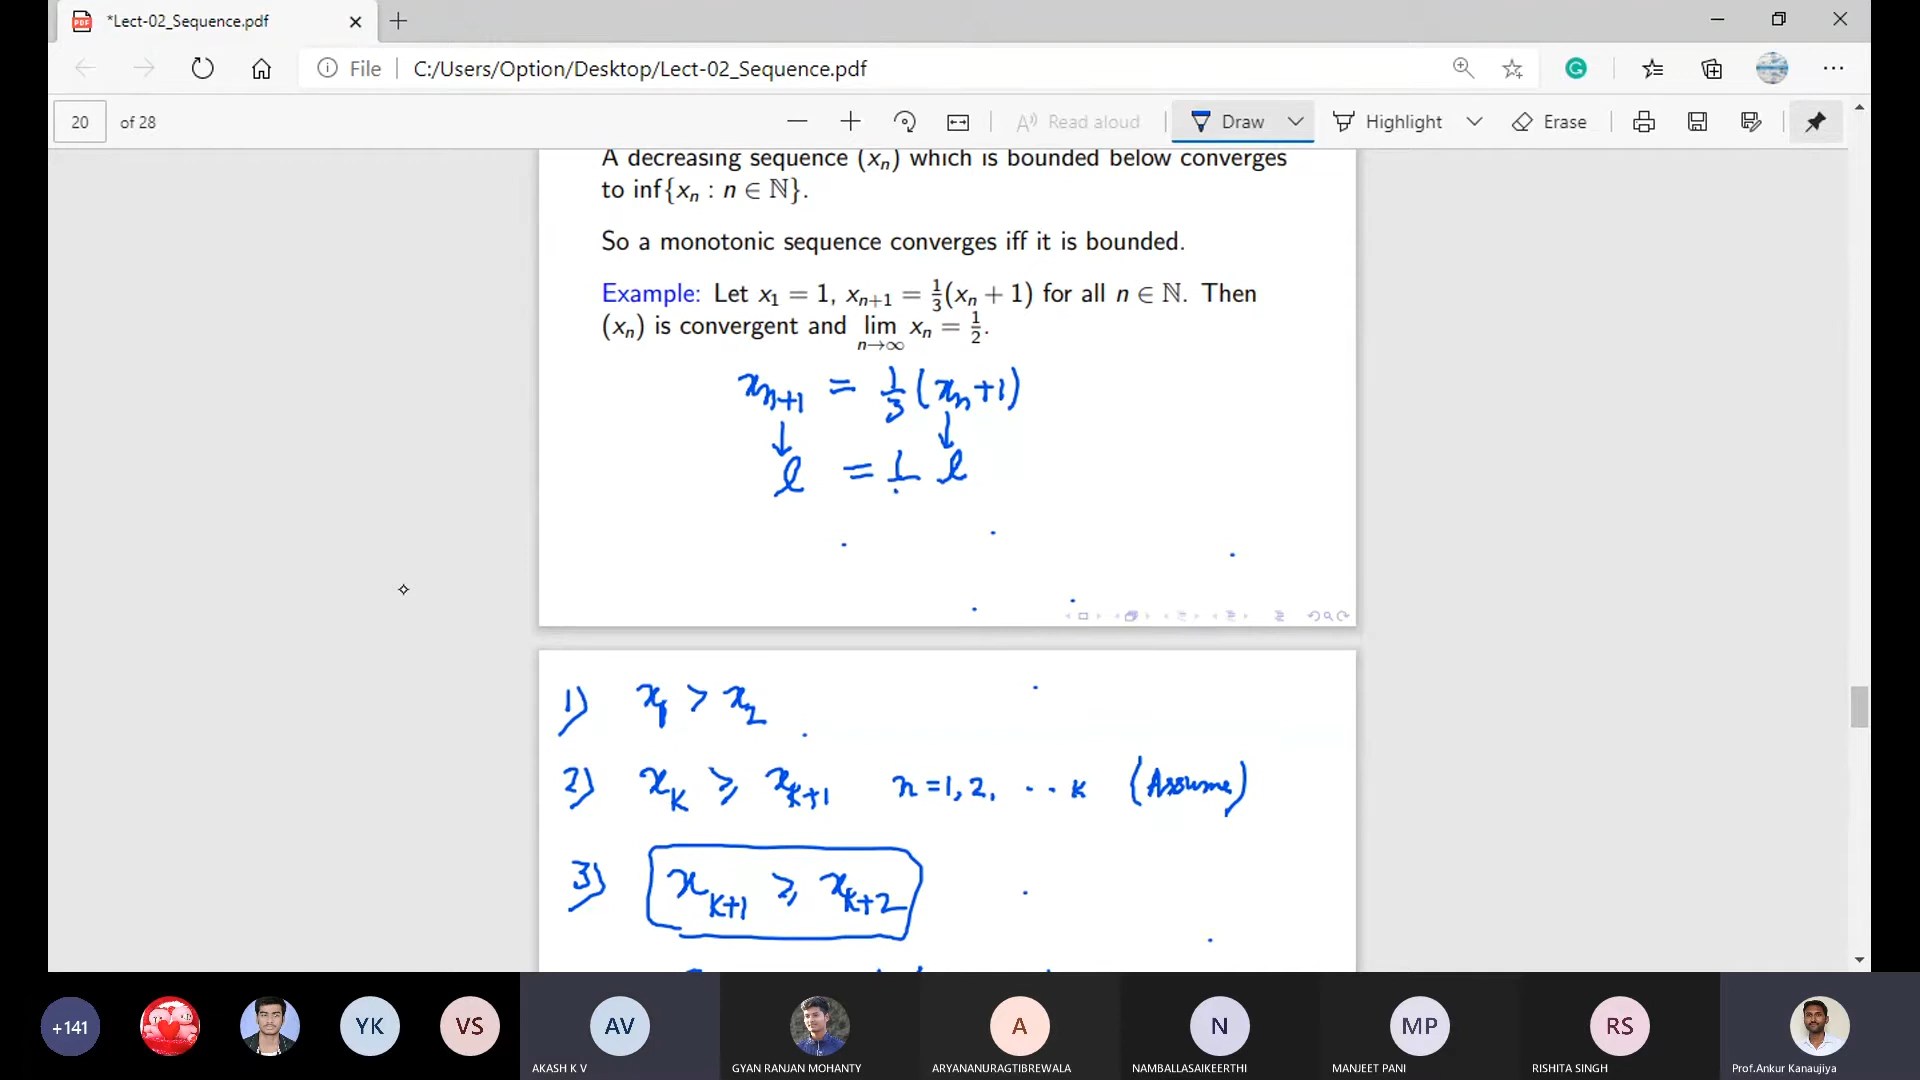 *Lect-02_Sequence.pdf
File | C:/Users/Option/Desktop/Lect-02_Sequence.pdf
20 of 28
Read aloud Draw Highlight Erase
A decreasing sequence (xₙ) which is bounded below converges
to inf{xₙ : n ∈ ℕ}.
So a monotonic sequence converges iff it is bounded.
Example: Let x₁ = 1, xₙ₊₁ = 1/3(xₙ + 1) for all n ∈ ℕ. Then
(xₙ) is convergent and lim n→∞ xₙ = 1/2.
xₙ₊₁ = 1/3 (xₙ+1)
↓ ↓
l = 1 l
1) x₁ > x₂
2) x_K ≥ x_K+1 n=1,2, ·· K (Assume)
3) x_K+1 ≥ x_K+2
+141 YK VS AV A N MP RS
AKASH K V GYAN RANJAN MOHANTY ARYANANURAGTIBREWALA NAMBALLASAIKEERTHI MANJEET PANI RISHITA SINGH Prof.Ankur Kanaujiya